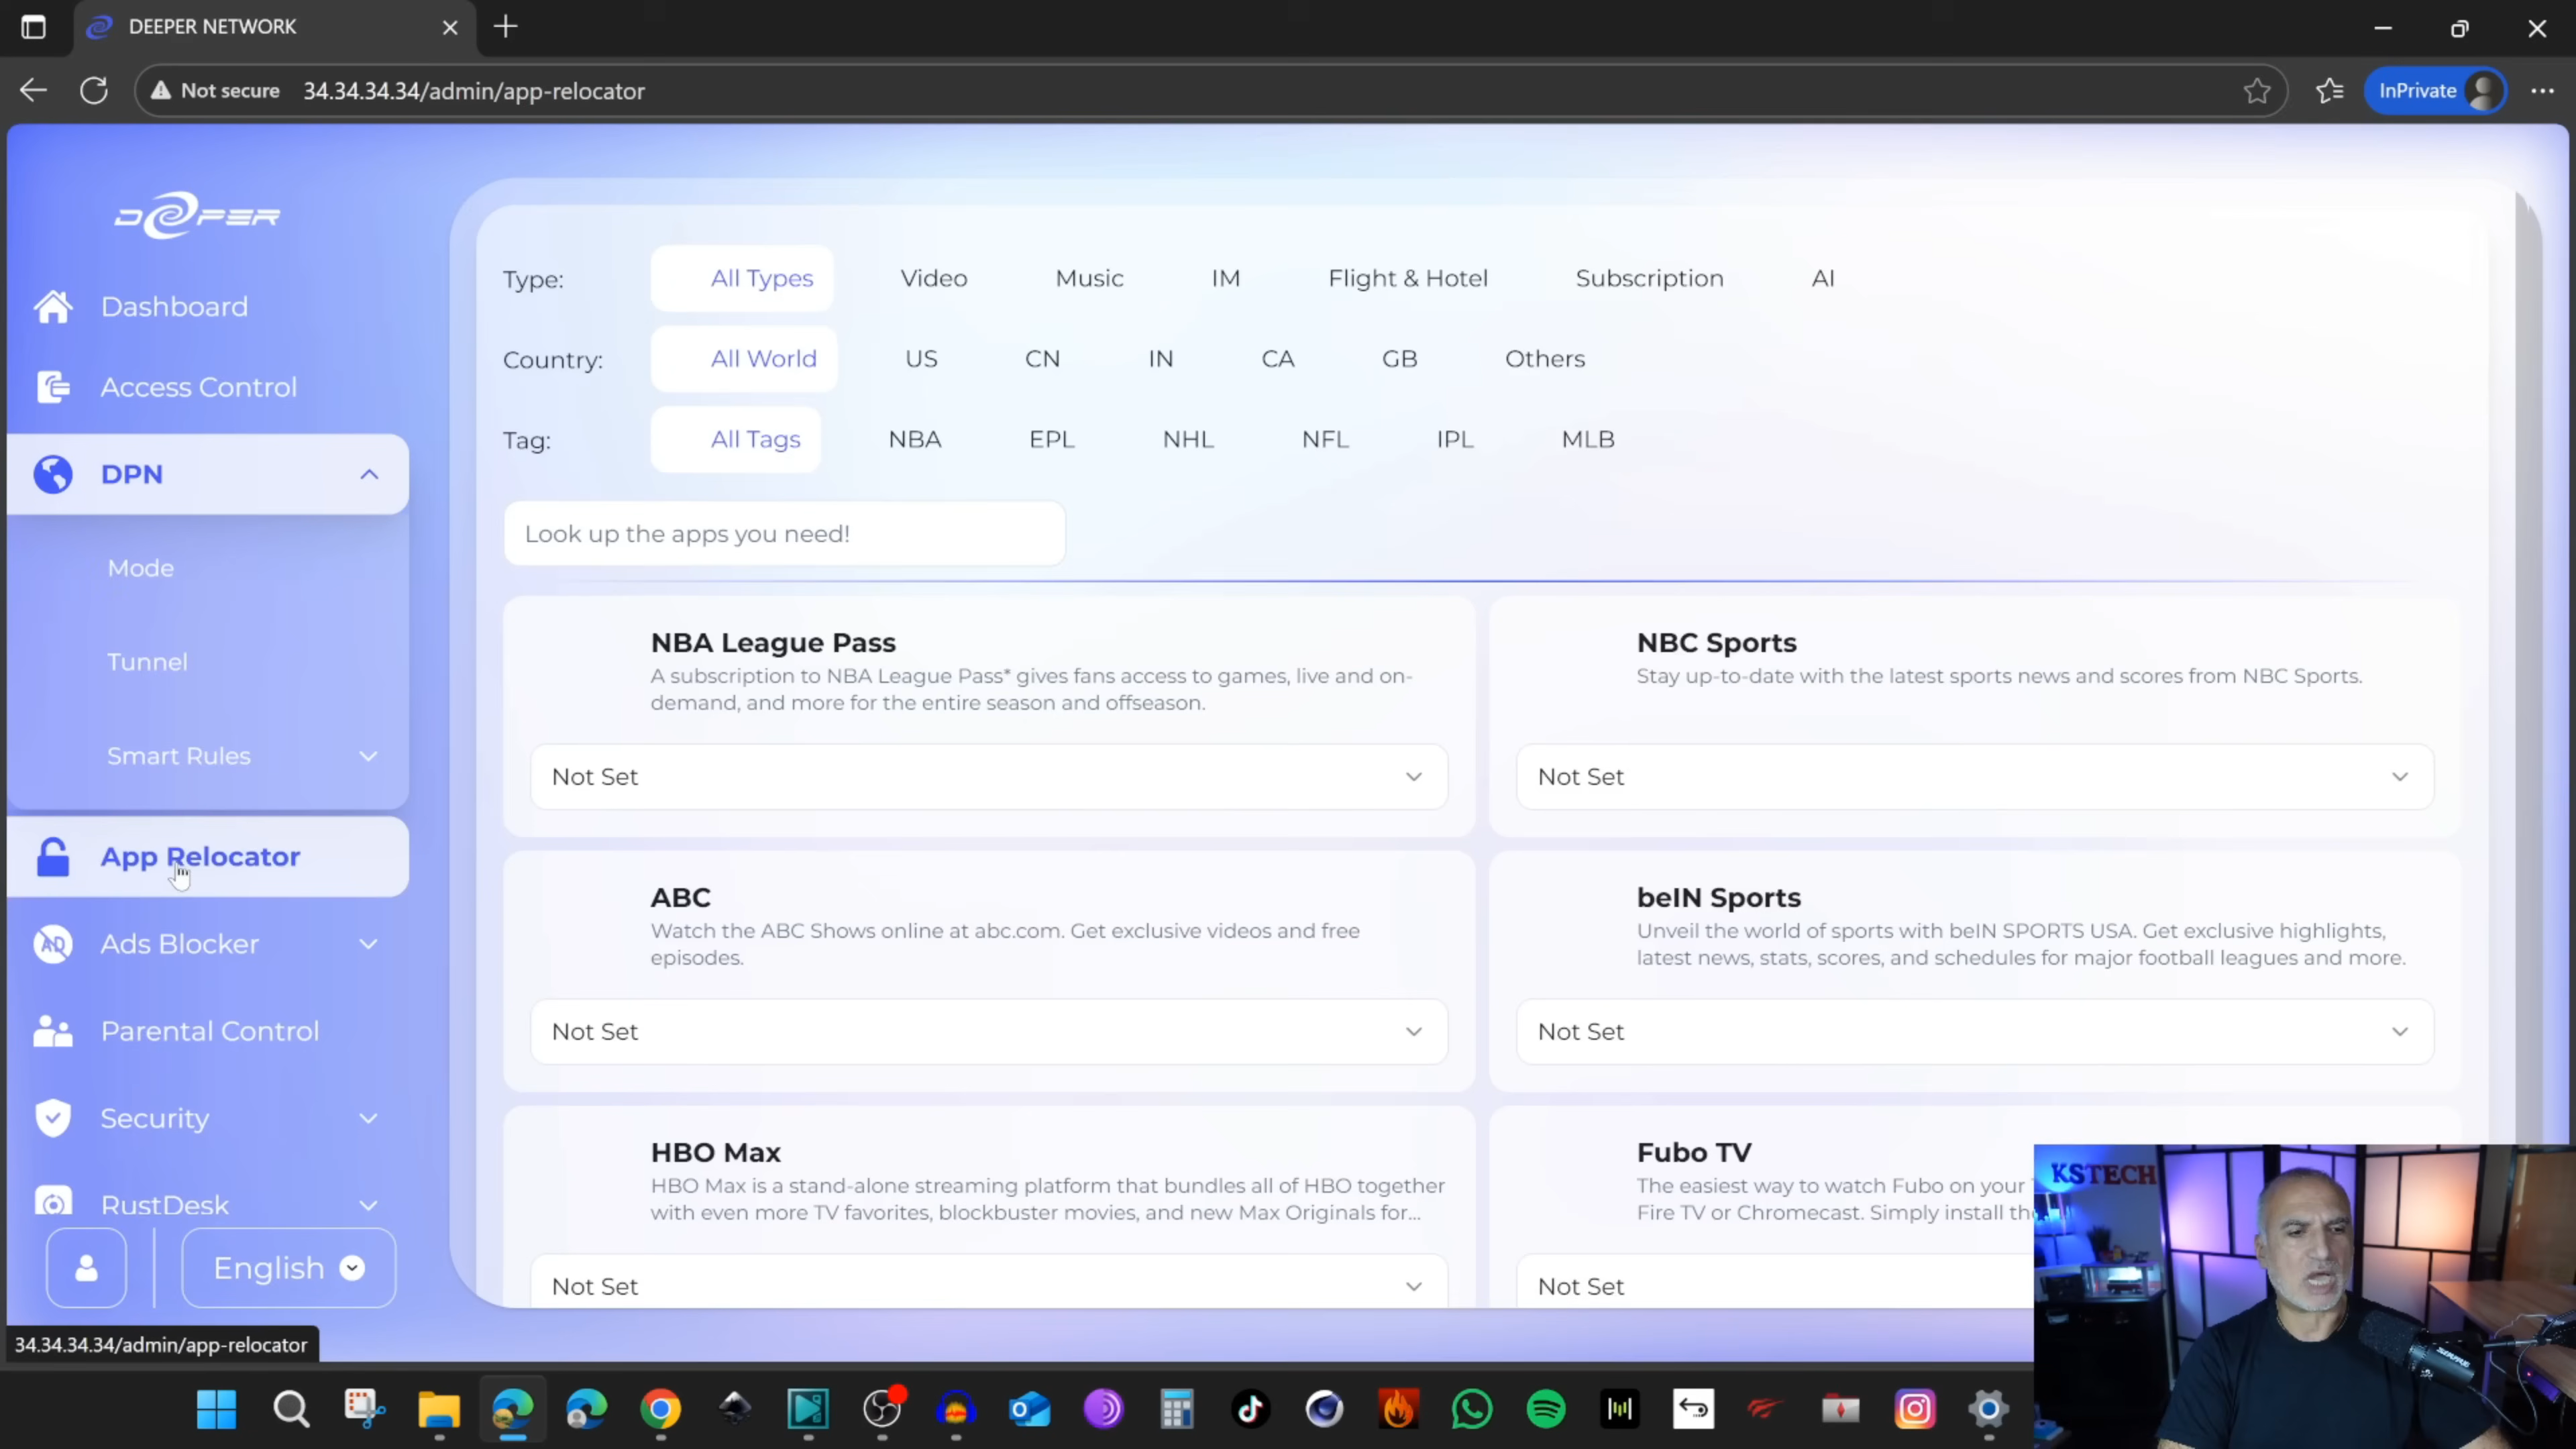 DEEPER NETWORK
Not secure 34.34.34.34/admin/app-relocator
InPrivate
DEEPER
Dashboard
Access Control
DPN
Mode
Tunnel
Smart Rules
App Relocator
AD Ads Blocker
Parental Control
Security
RustDesk
English
34.34.34.34/admin/app-relocator
Type: All Types Video Music IM Flight & Hotel Subscription AI
Country: All World US CN IN CA GB Others
Tag: All Tags NBA EPL NHL NFL IPL MLB
Look up the apps you need!
NBA League Pass
A subscription to NBA League Pass* gives fans access to games, live and on-
demand, and more for the entire season and offseason.
Not Set
NBC Sports
Stay up-to-date with the latest sports news and scores from NBC Sports.
Not Set
ABC
Watch the ABC Shows online at abc.com. Get exclusive videos and free
episodes.
Not Set
beIN Sports
Unveil the world of sports with beIN SPORTS USA. Get exclusive highlights,
latest news, stats, scores, and schedules for major football leagues and more.
Not Set
HBO Max
HBO Max is a stand-alone streaming platform that bundles all of HBO together
with even more TV favorites, blockbuster movies, and new Max Originals for...
Not Set
Fubo TV
The easiest way to watch Fubo on your
Fire TV or Chromecast. Simply install th
Not Set
KSTECH
SHURE